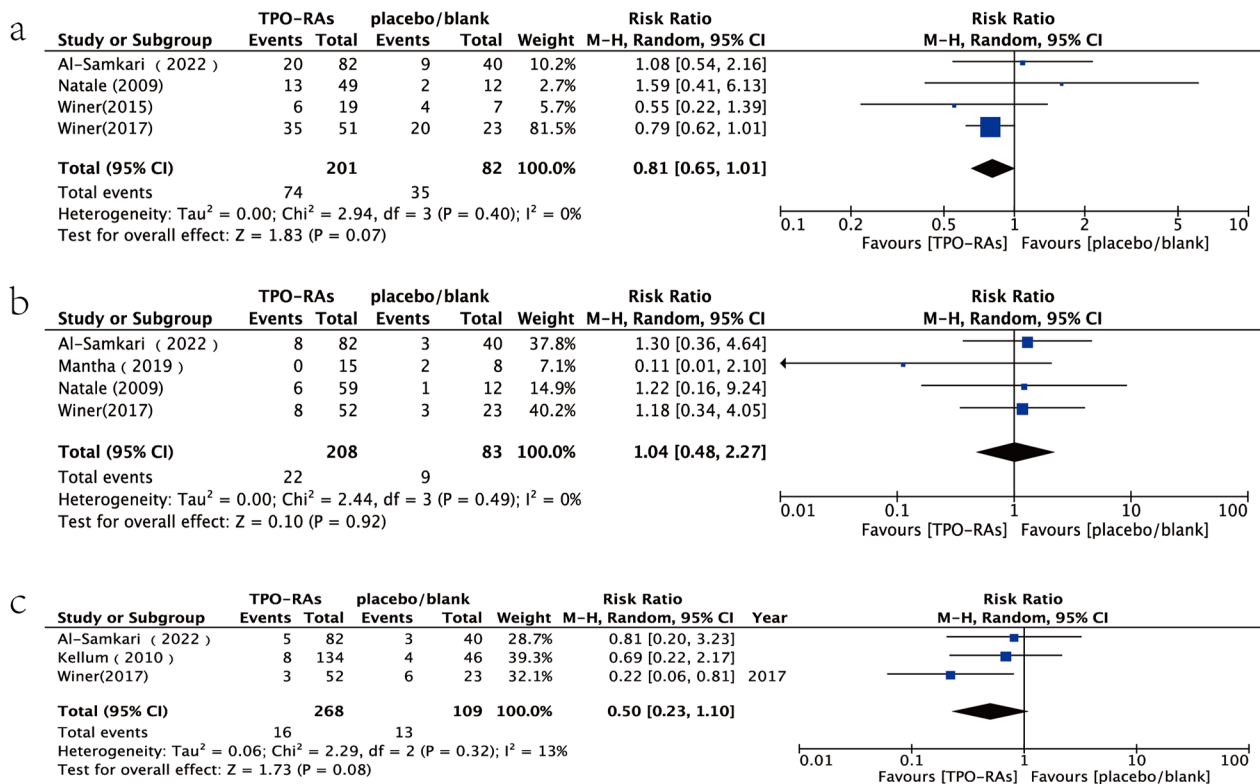 a
TPO-RAs placebo/blank Risk Ratio Risk Ratio
Study or Subgroup Events Total Events Total Weight M-H, Random, 95% CI M-H, Random, 95% CI
Al-Samkari (2022) 20 82 9 40 10.2% 1.08 [0.54, 2.16]
Natale (2009) 13 49 2 12 2.7% 1.59 [0.41, 6.13]
Winer(2015) 6 19 4 7 5.7% 0.55 [0.22, 1.39]
Winer(2017) 35 51 20 23 81.5% 0.79 [0.62, 1.01]
Total (95% CI) 201 82 100.0% 0.81 [0.65, 1.01]
Total events 74 35
Heterogeneity: Tau² = 0.00; Chi² = 2.94, df = 3 (P = 0.40); I² = 0%
Test for overall effect: Z = 1.83 (P = 0.07)
0.1 0.2 0.5 1 2 5 10
Favours [TPO-RAs] Favours [placebo/blank]
b
TPO-RAs placebo/blank Risk Ratio Risk Ratio
Study or Subgroup Events Total Events Total Weight M-H, Random, 95% CI M-H, Random, 95% CI
Al-Samkari (2022) 8 82 3 40 37.8% 1.30 [0.36, 4.64]
Mantha (2019) 0 15 2 8 7.1% 0.11 [0.01, 2.10]
Natale (2009) 6 59 1 12 14.9% 1.22 [0.16, 9.24]
Winer(2017) 8 52 3 23 40.2% 1.18 [0.34, 4.05]
Total (95% CI) 208 83 100.0% 1.04 [0.48, 2.27]
Total events 22 9
Heterogeneity: Tau² = 0.00; Chi² = 2.44, df = 3 (P = 0.49); I² = 0%
Test for overall effect: Z = 0.10 (P = 0.92)
0.01 0.1 1 10 100
Favours [TPO-RAs] Favours [placebo/blank]
c
TPO-RAs placebo/blank Risk Ratio Risk Ratio
Study or Subgroup Events Total Events Total Weight M-H, Random, 95% CI Year M-H, Random, 95% CI
Al-Samkari (2022) 5 82 3 40 28.7% 0.81 [0.20, 3.23]
Kellum (2010) 8 134 4 46 39.3% 0.69 [0.22, 2.17]
Winer(2017) 3 52 6 23 32.1% 0.22 [0.06, 0.81] 2017
Total (95% CI) 268 109 100.0% 0.50 [0.23, 1.10]
Total events 16 13
Heterogeneity: Tau² = 0.06; Chi² = 2.29, df = 2 (P = 0.32); I² = 13%
Test for overall effect: Z = 1.73 (P = 0.08)
0.01 0.1 1 10 100
Favours [TPO-RAs] Favours [placebo/blank]